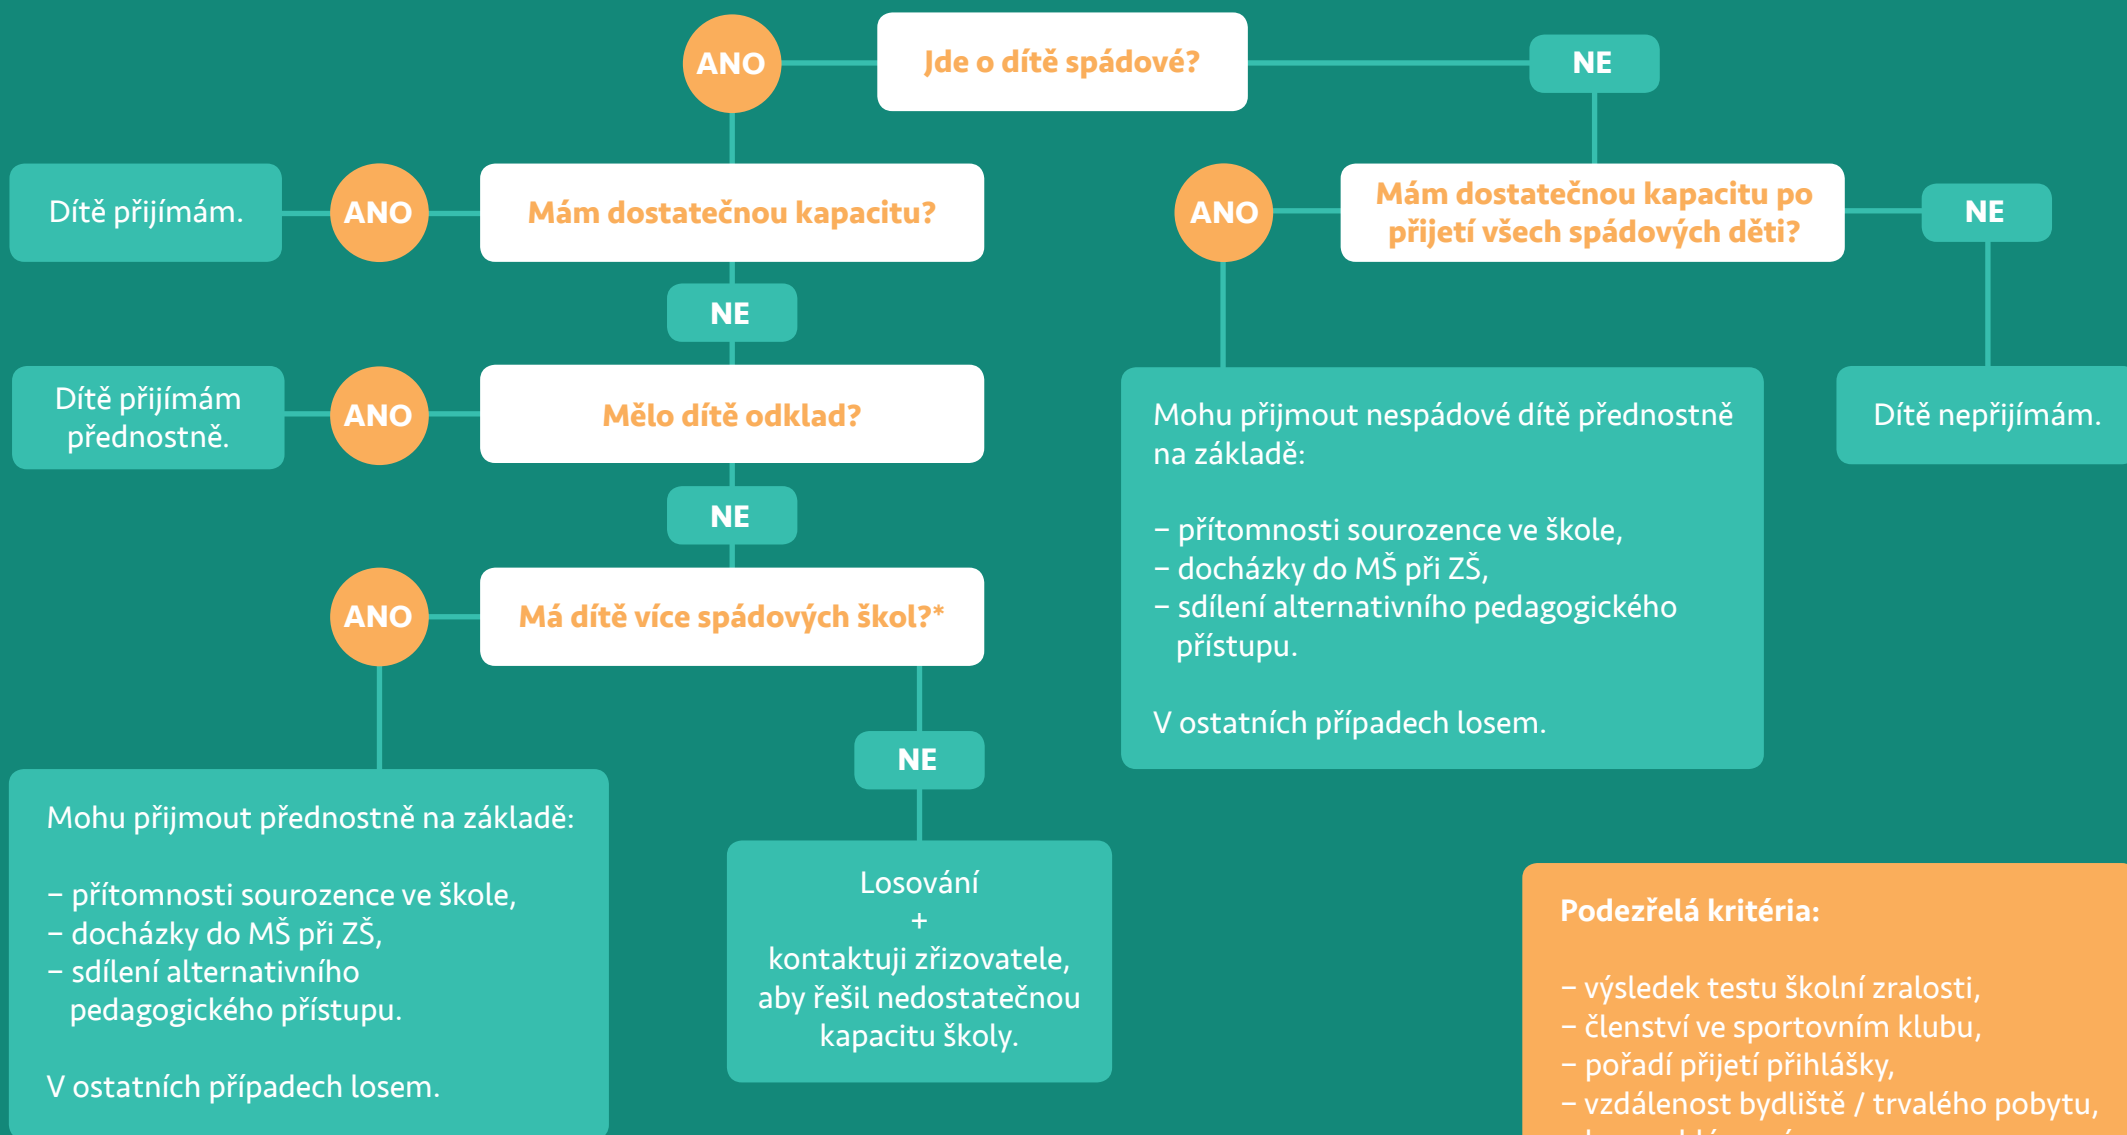 ANO
Jde o dítě spádové?
NE
Dítě přijímám.
ANO
Mám dostatečnou kapacitu?
ANO
Mám dostatečnou kapacitu po
přijetí všech spádových děti?
NE
NE
Dítě přijímám
přednostně.
ANO
Mělo dítě odklad?
Mohu přijmout nespádové dítě přednostně
na základě:
– přítomnosti sourozence ve škole,
– docházky do MŠ při ZŠ,
– sdílení alternativního pedagogického
přístupu.
V ostatních případech losem.
Dítě nepřijímám.
NE
ANO
Má dítě více spádových škol?*
NE
Mohu přijmout přednostně na základě:
– přítomnosti sourozence ve škole,
– docházky do MŠ při ZŠ,
– sdílení alternativního
pedagogického přístupu.
V ostatních případech losem.
Losování
+
kontaktuji zřizovatele,
aby řešil nedostatečnou
kapacitu školy.
Podezřelá kritéria:
– výsledek testu školní zralosti,
– členství ve sportovním klubu,
– pořadí přijetí přihlášky,
– vzdálenost bydliště / trvalého pobytu,